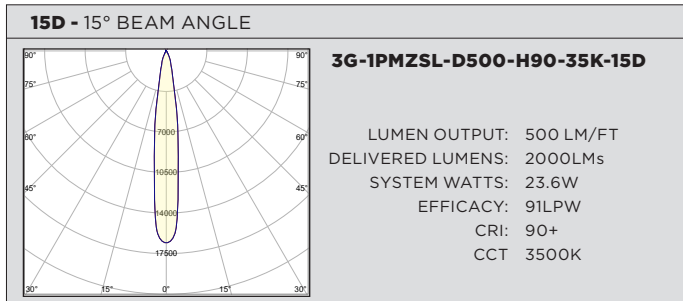 15D - 15° BEAM ANGLE
90° 90°
75° 75°
60° 60°
45° 45°
30° 15° 0° 15° 30°
7000
10500
14000
17500
3G-1PMZSL-D500-H90-35K-15D
LUMEN OUTPUT: 500 LM/FT
DELIVERED LUMENS: 2000LMs
SYSTEM WATTS: 23.6W
EFFICACY: 91LPW
CRI: 90+
CCT 3500K